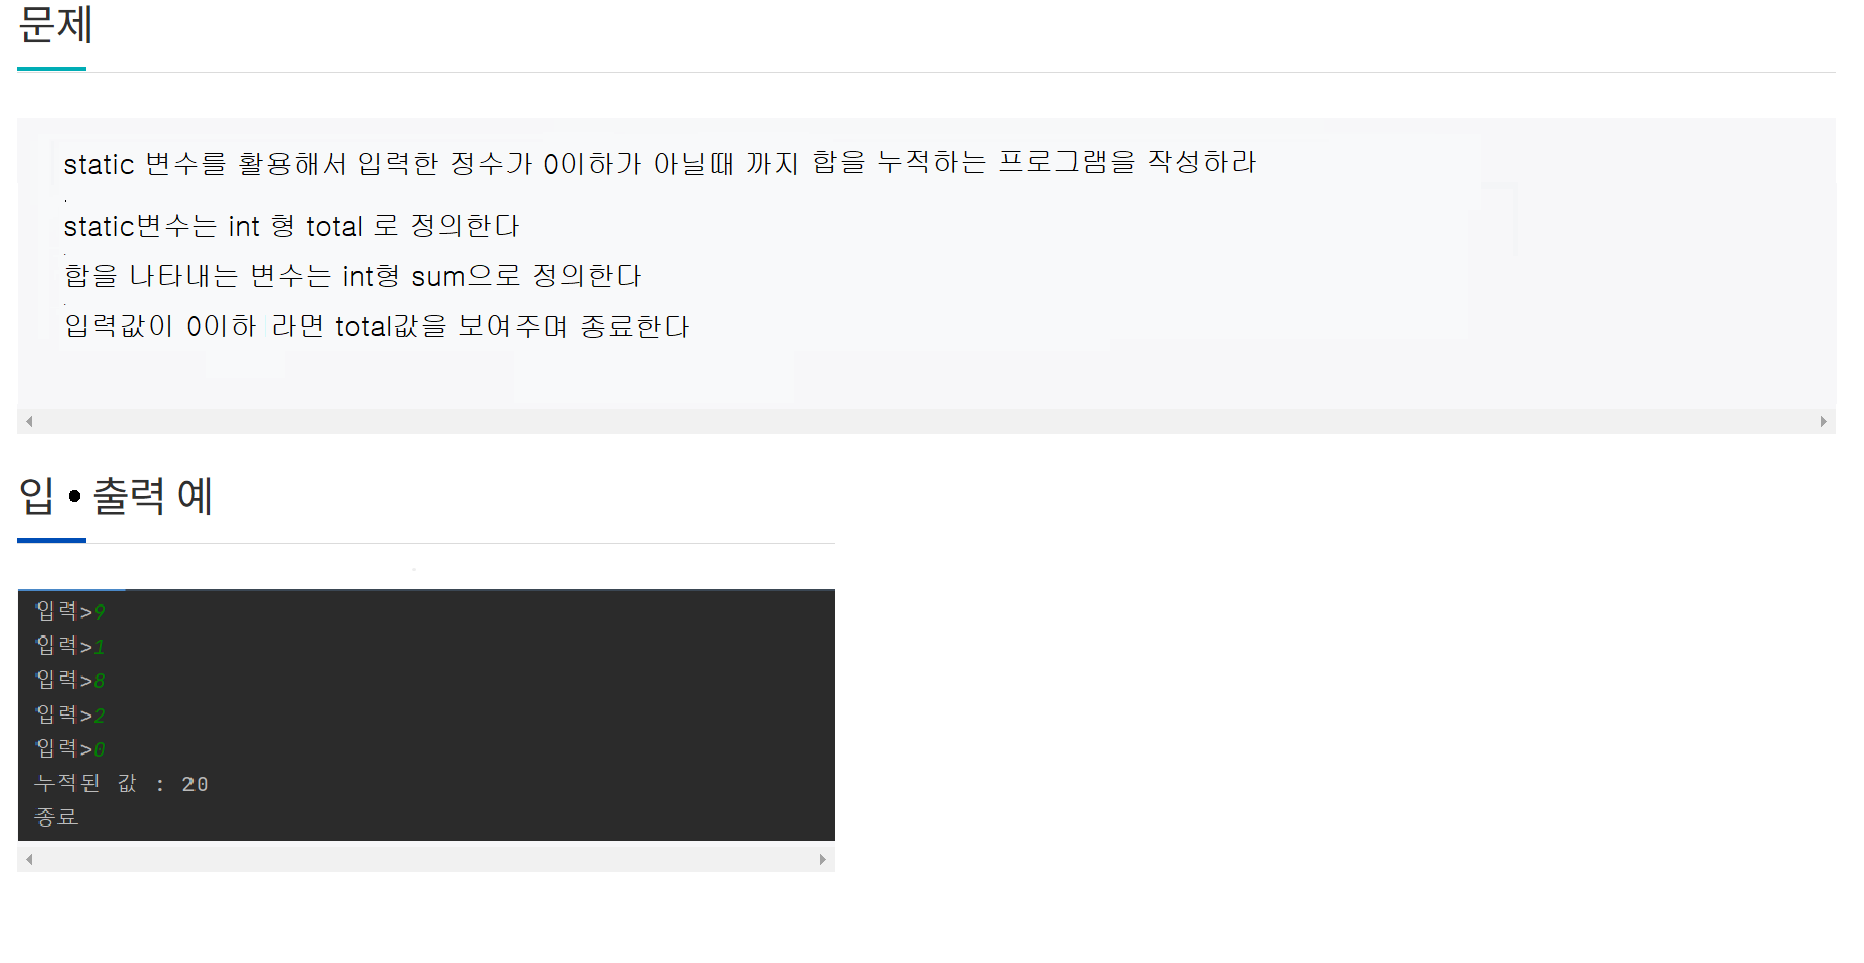 문제
static 변수를 활용해서 입력한 정수가 0이하가 아닐때 까지 합을 누적하는 프로그램을 작성하라
static변수는 int 형 total 로 정의한다
합을 나타내는 변수는 int형 sum으로 정의한다
입력값이 0이하 라면 total값을 보여주며 종료한다
입 • 출력 예
입력>9
입력>1
입력>8
입력>2
입력>0
누적된 값 : 20
종료